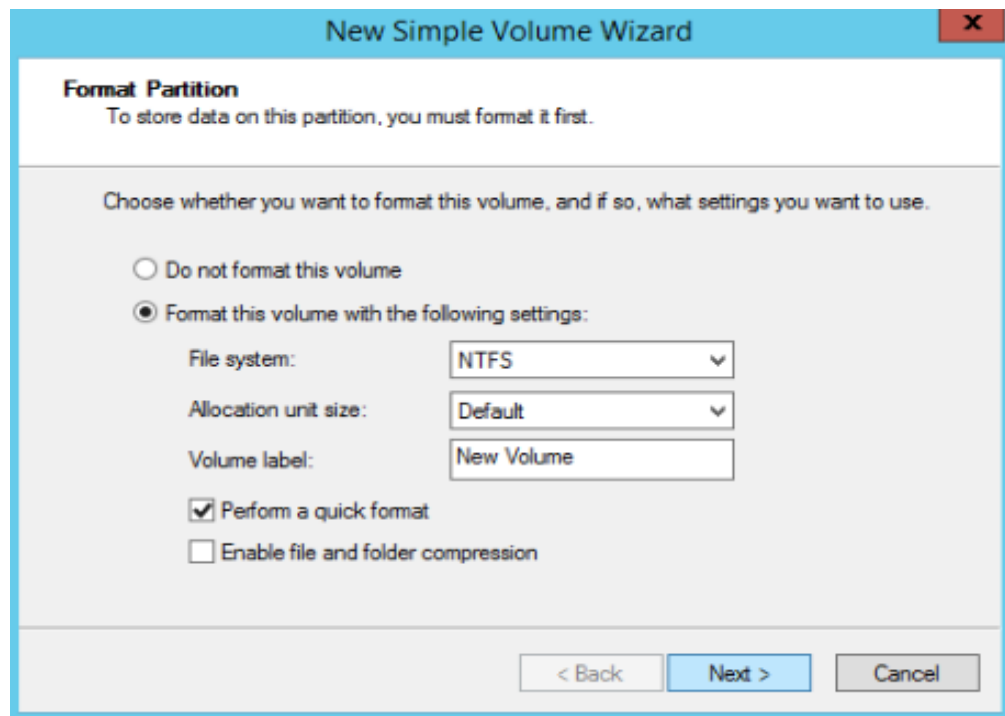 New Simple Volume Wizard
x
Format Partition
To store data on this partition, you must format it first.
Choose whether you want to format this volume, and if so, what settings you want to use.
Do not format this volume
Format this volume with the following settings:
File system: NTFS
Allocation unit size: Default
Volume label: New Volume
Perform a quick format
Enable file and folder compression
< Back Next > Cancel